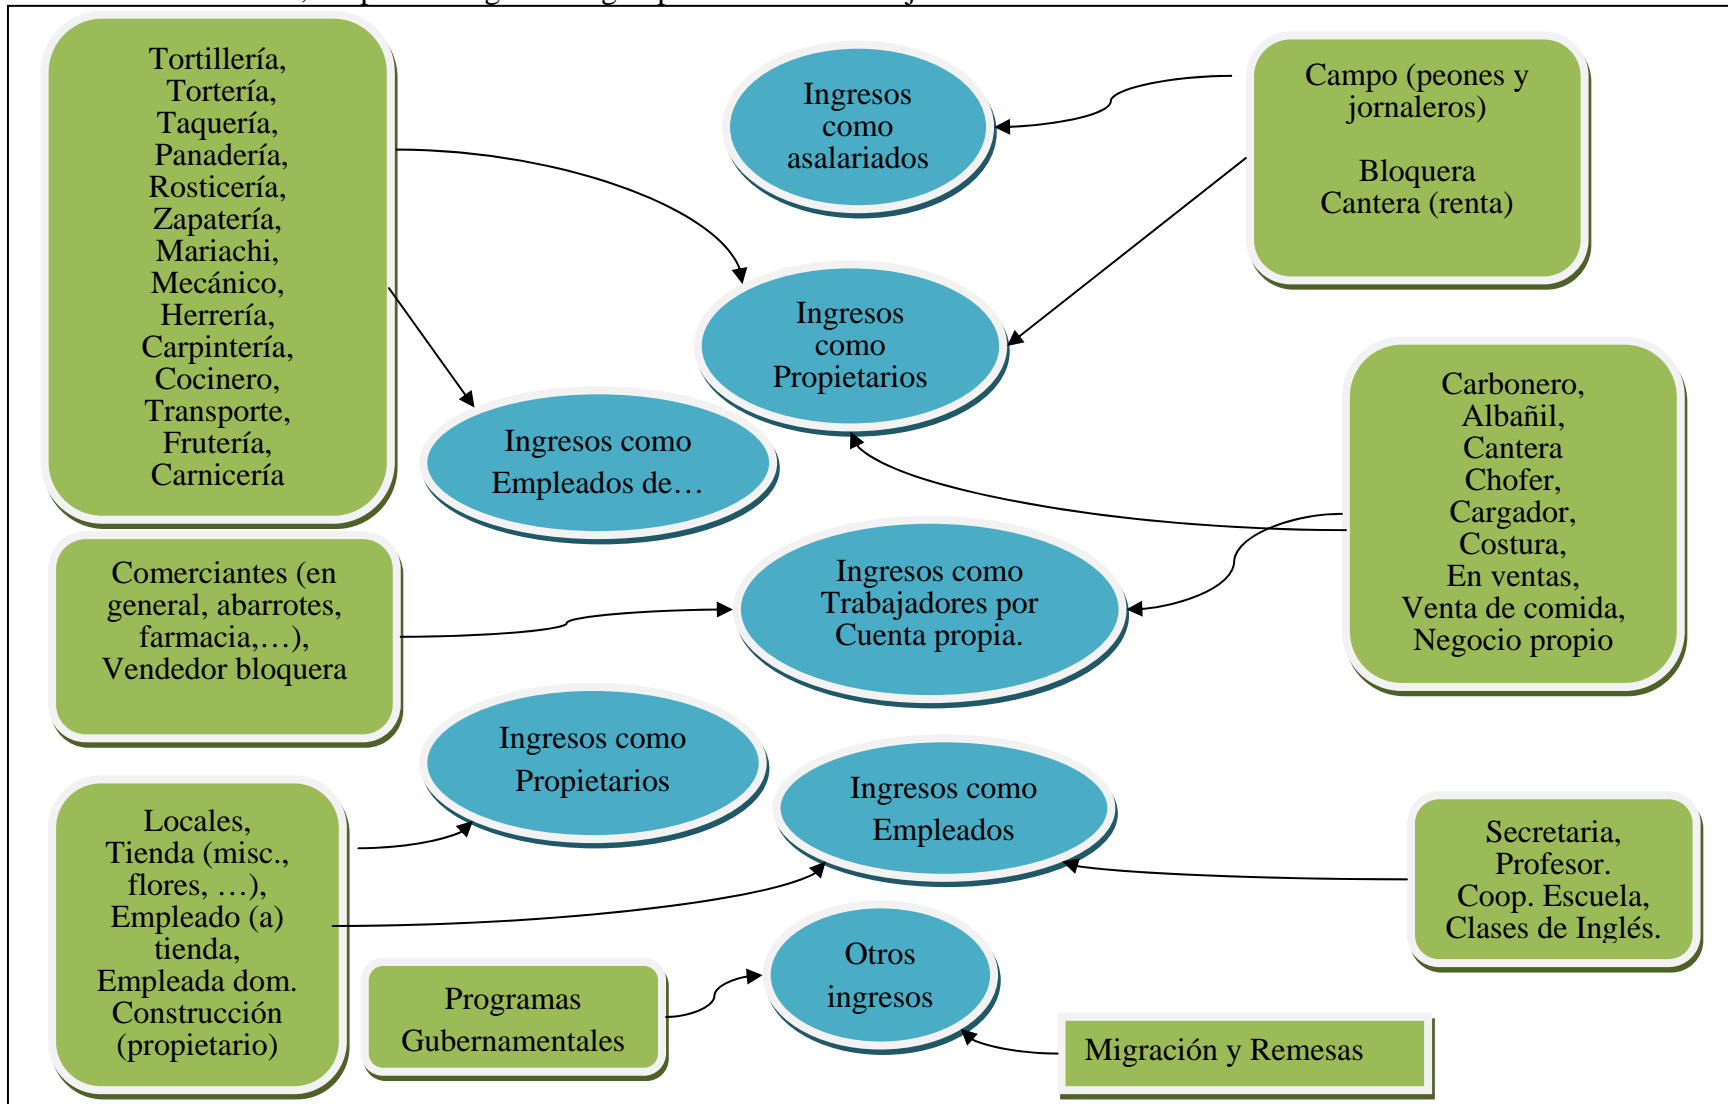 Tortillería,
Tortería,
Taquería,
Panadería,
Rosticería,
Zapatería,
Mariachi,
Mecánico,
Herrería,
Carpintería,
Cocinero,
Transporte,
Frutería,
Carnicería
Ingresos
como
asalariados
Campo (peones y
jornaleros)
Bloquera
Cantera (renta)
Ingresos
como
Propietarios
Ingresos como
Empleados de…
Carbonero,
Albañil,
Cantera
Chofer,
Cargador,
Costura,
En ventas,
Venta de comida,
Negocio propio
Comerciantes (en
general, abarrotes,
farmacia,…),
Vendedor bloquera
Ingresos como
Trabajadores por
Cuenta propia.
Ingresos como
Propietarios
Ingresos como
Empleados
Locales,
Tienda (misc.,
flores, …),
Empleado (a)
tienda,
Empleada dom.
Construcción
(propietario)
Secretaria,
Profesor.
Coop. Escuela,
Clases de Inglés.
Otros
ingresos
Programas
Gubernamentales
Migración y Remesas